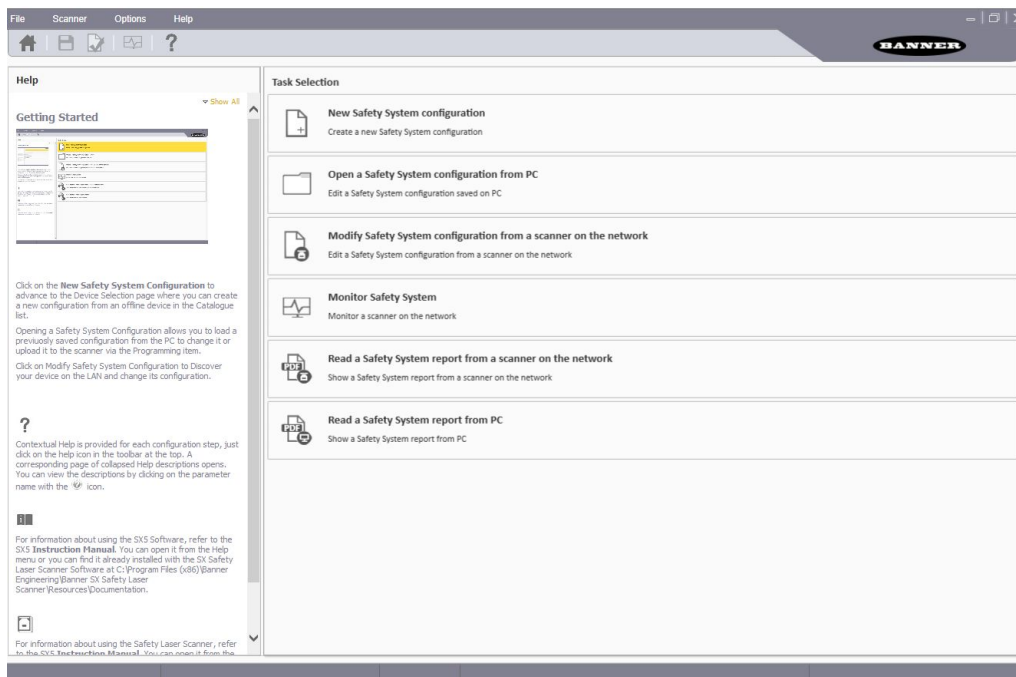 File Scanner Options Help
BANNER
Help
Show All
Getting Started
Click on the New Safety System Configuration to
advance to the Device Selection page where you can create
a new configuration from an offline device in the Catalogue
list.
Opening a Safety System Configuration allows you to load a
previuosly saved configuration from the PC to change it or
upload it to the scanner via the Programming item.
Click on Modify Safety System Configuration to Discover
your device on the LAN and change its configuration.
?
Contextual Help is provided for each configuration step, just
click on the help icon in the toolbar at the top. A
corresponding page of collapsed Help descriptions opens.
You can view the descriptions by clicking on the parameter
name with the icon.
For information about using the SX5 Software, refer to the
SX5 Instruction Manual. You can open it from the Help
menu or you can find it already installed with the SX Safety
Laser Scanner Software at C:\Program Files (x86)\Banner
Engineering\Banner SX Safety Laser
Scanner\Resources\Documentation.
For information about using the Safety Laser Scanner, refer
to the SX5 Instruction Manual. You can open it from the
Task Selection
New Safety System configuration
Create a new Safety System configuration
Open a Safety System configuration from PC
Edit a Safety System configuration saved on PC
Modify Safety System configuration from a scanner on the network
Edit a Safety System configuration from a scanner on the network
Monitor Safety System
Monitor a scanner on the network
PDF
Read a Safety System report from a scanner on the network
Show a Safety System report from a scanner on the network
PDF
Read a Safety System report from PC
Show a Safety System report from PC